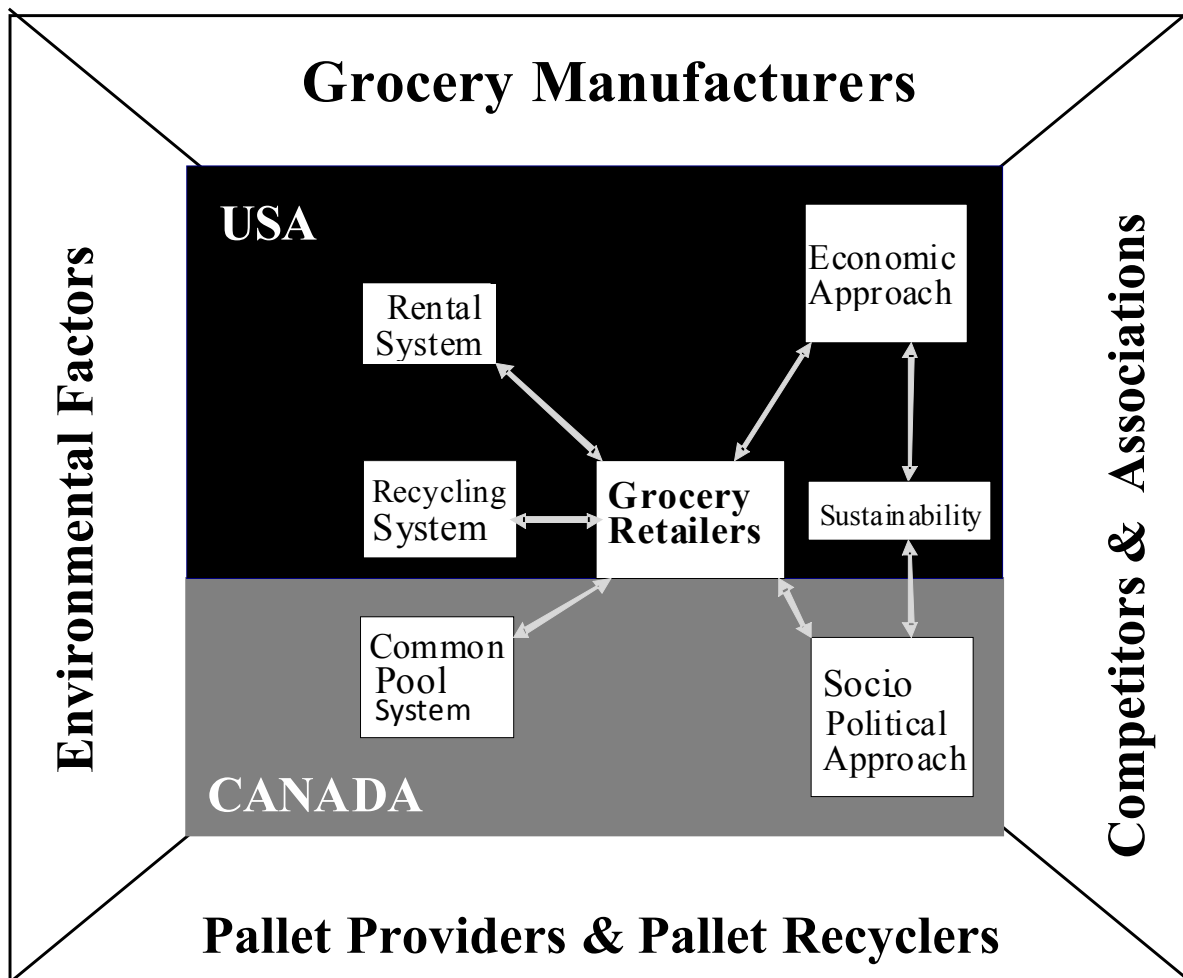 Grocery Manufacturers
USA
Economic
Approach
Rental
System
Environmental Factors
Competitors & Associations
Recycling
System
Grocery
Retailers
Sustainability
Common
Pool
System
Socio
Political
Approach
CANADA
Pallet Providers & Pallet Recyclers